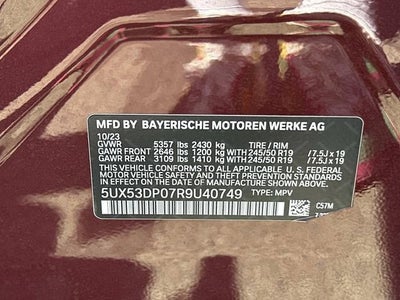 MFD BY BAYERISCHE MOTOREN WERKE AG
10/23
GVWR 5357 lbs 2430 kg TIRE / RIM
GAWR FRONT 2646 lbs 1200 kg WITH 245/50 R19 / 7.5J x 19
GAWR REAR 3109 lbs 1410 kg WITH 245/50 R19 / 7.5J x 19
THIS VEHICLE CONFORMS TO ALL APPLICABLE U. S. FEDERAL
MOTOR VEHICLE SAFETY AND THEFT PREVENTION STANDARDS
IN EFFECT ON THE DATE OF MANUFACTURE SHOWN ABOVE.
5UX53DP07R9U40749 TYPE: MPV
C57M